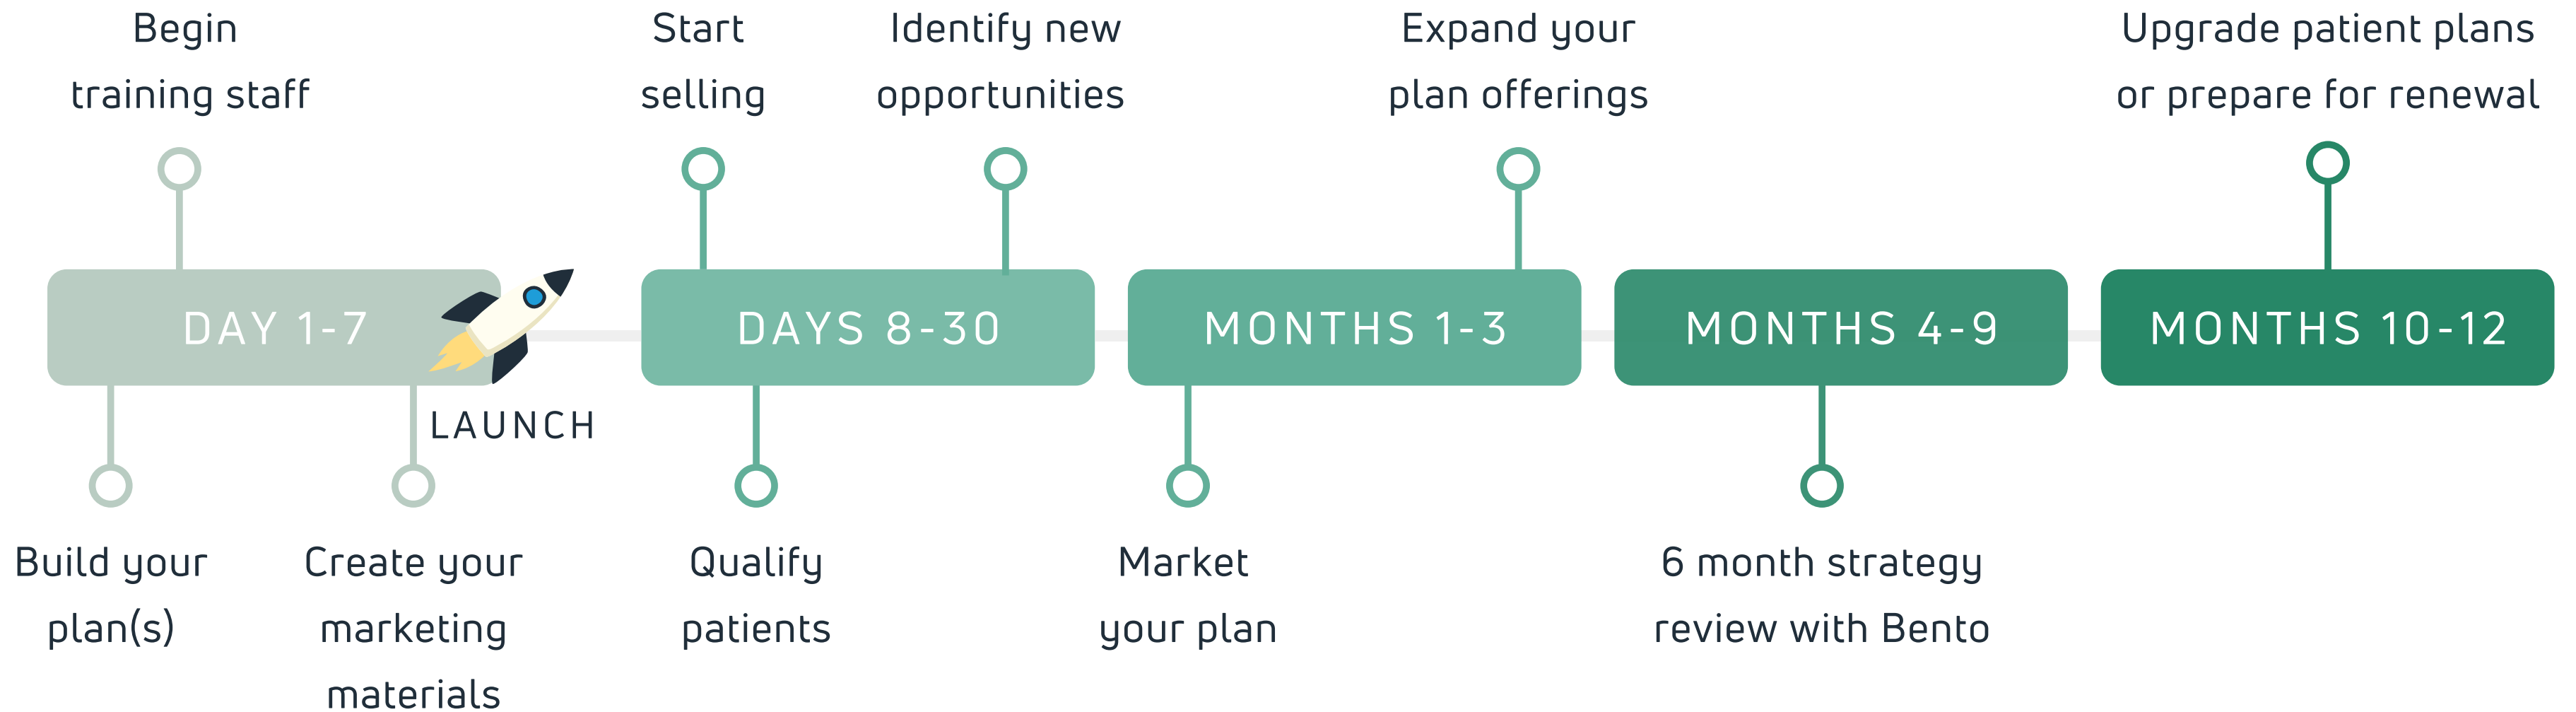 Begin
training staff
Start
selling
Identify new
opportunities
Expand your
plan offerings
Upgrade patient plans
or prepare for renewal
DAY 1-7
DAYS 8-30
MONTHS 1-3
MONTHS 4-9
MONTHS 10-12
LAUNCH
Build your
plan(s)
Create your
marketing
materials
Qualify
patients
Market
your plan
6 month strategy
review with Bento